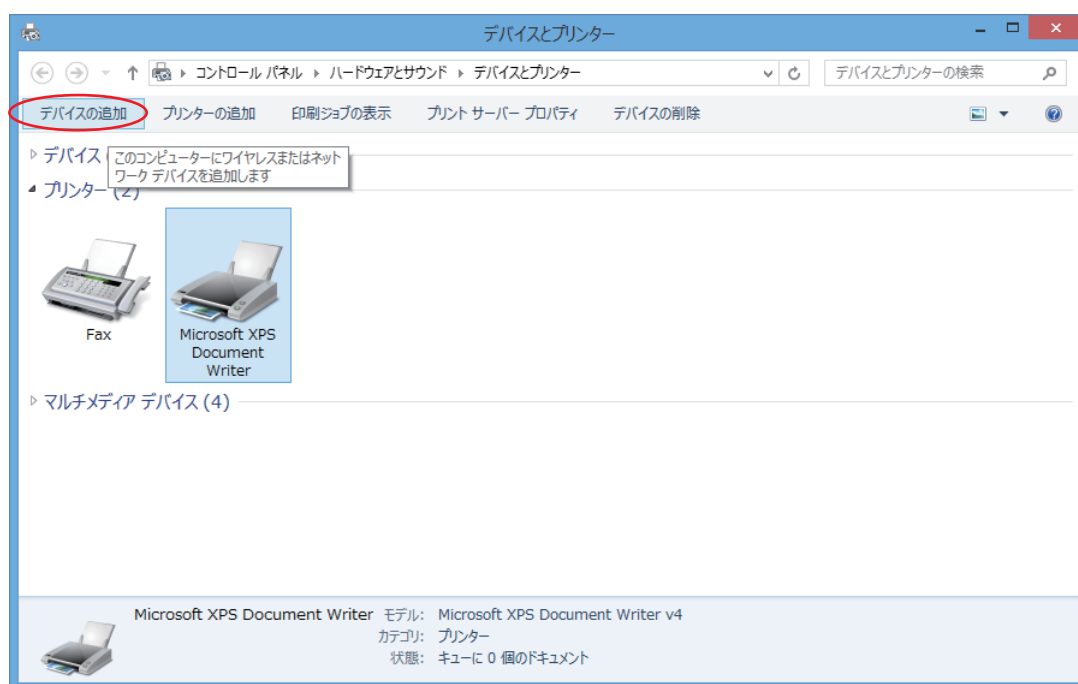 デバイスとプリンター
コントロール パネル ハードウェアとサウンド デバイスとプリンター デバイスとプリンターの検索
デバイスの追加 プリンターの追加 印刷ジョブの表示 プリント サーバー プロパティ デバイスの削除
デバイス
このコンピューターにワイヤレスまたはネット
ワーク デバイスを追加します
プリンター (2)
Fax
Microsoft XPS
Document
Writer
マルチメディア デバイス (4)
Microsoft XPS Document Writer モデル: Microsoft XPS Document Writer v4
カテゴリ: プリンター
状態: キューに 0 個のドキュメント